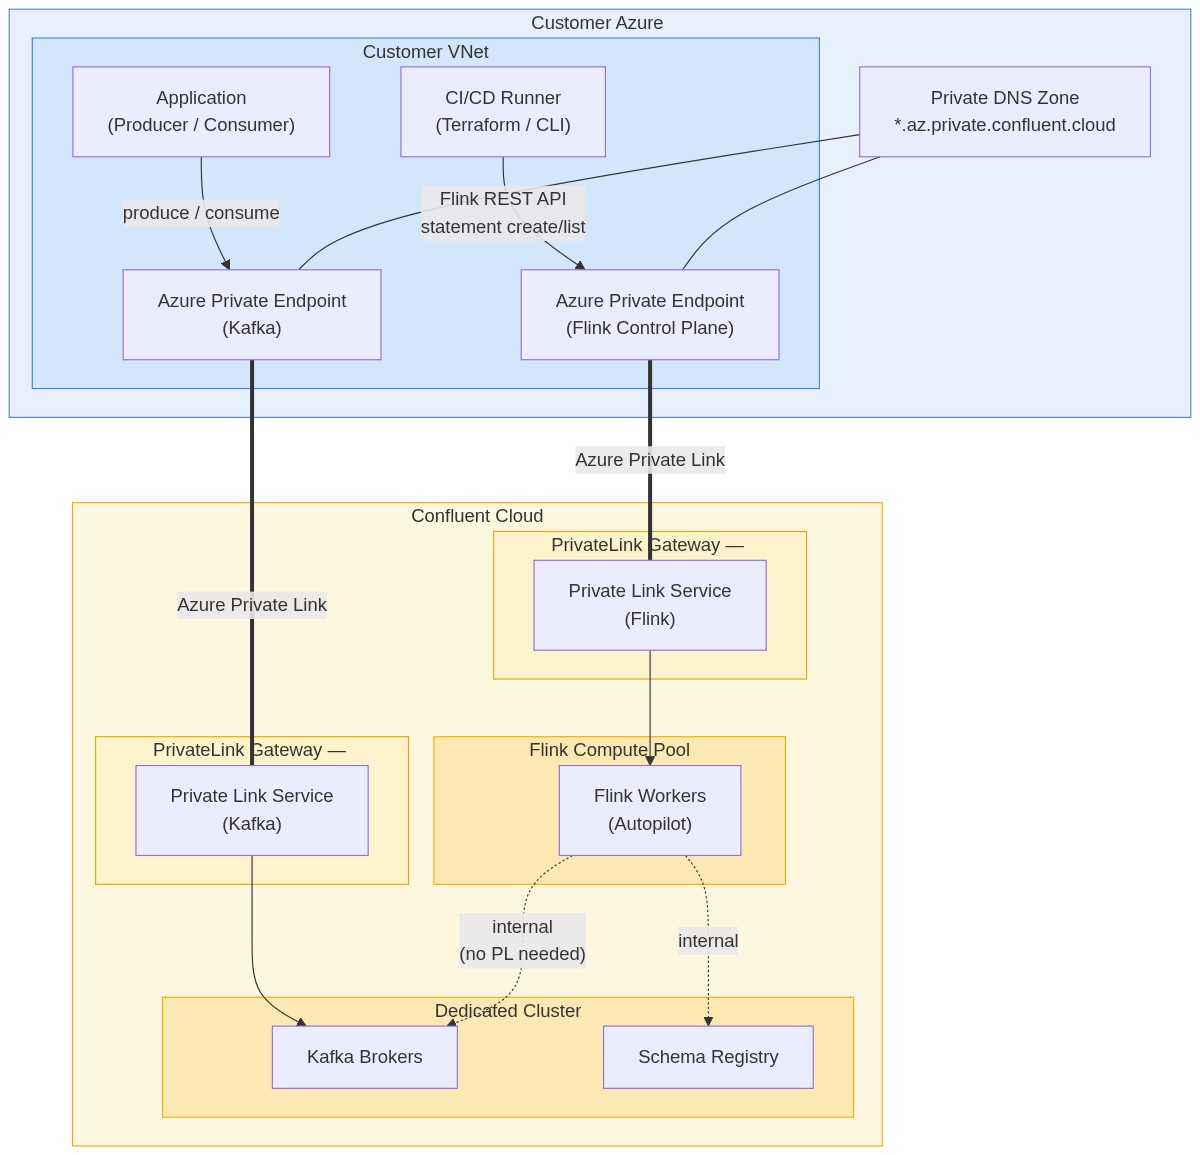 Customer Azure
Customer VNet
Application
(Producer / Consumer)
CI/CD Runner
(Terraform / CLI)
Private DNS Zone
*.az.private.confluent.cloud
produce / consume
Flink REST API
statement create/list
Azure Private Endpoint
(Kafka)
Azure Private Endpoint
(Flink Control Plane)
Azure Private Link
Confluent Cloud
PrivateLink Gateway —
Private Link Service
(Flink)
Azure Private Link
PrivateLink Gateway —
Private Link Service
(Kafka)
Flink Compute Pool
Flink Workers
(Autopilot)
internal
(no PL needed)
internal
Dedicated Cluster
Kafka Brokers
Schema Registry